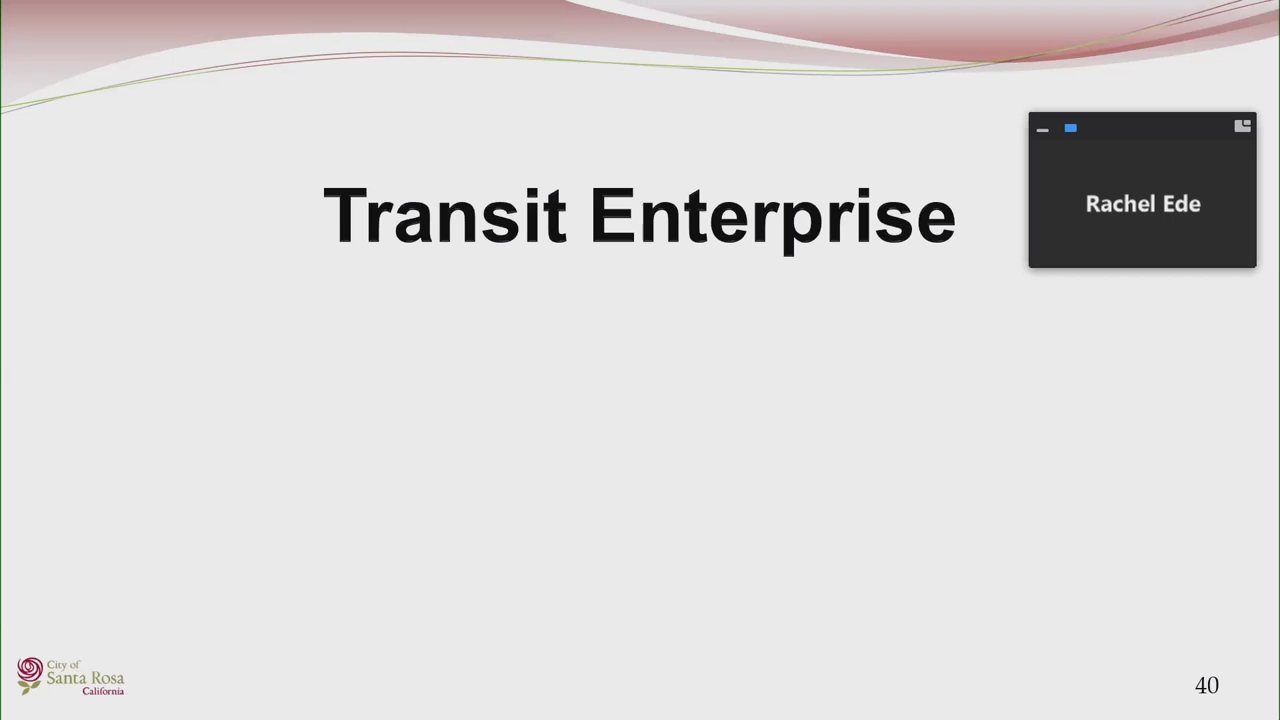 Transit Enterprise
Rachel Ede
City of
Santa Rosa
California
40